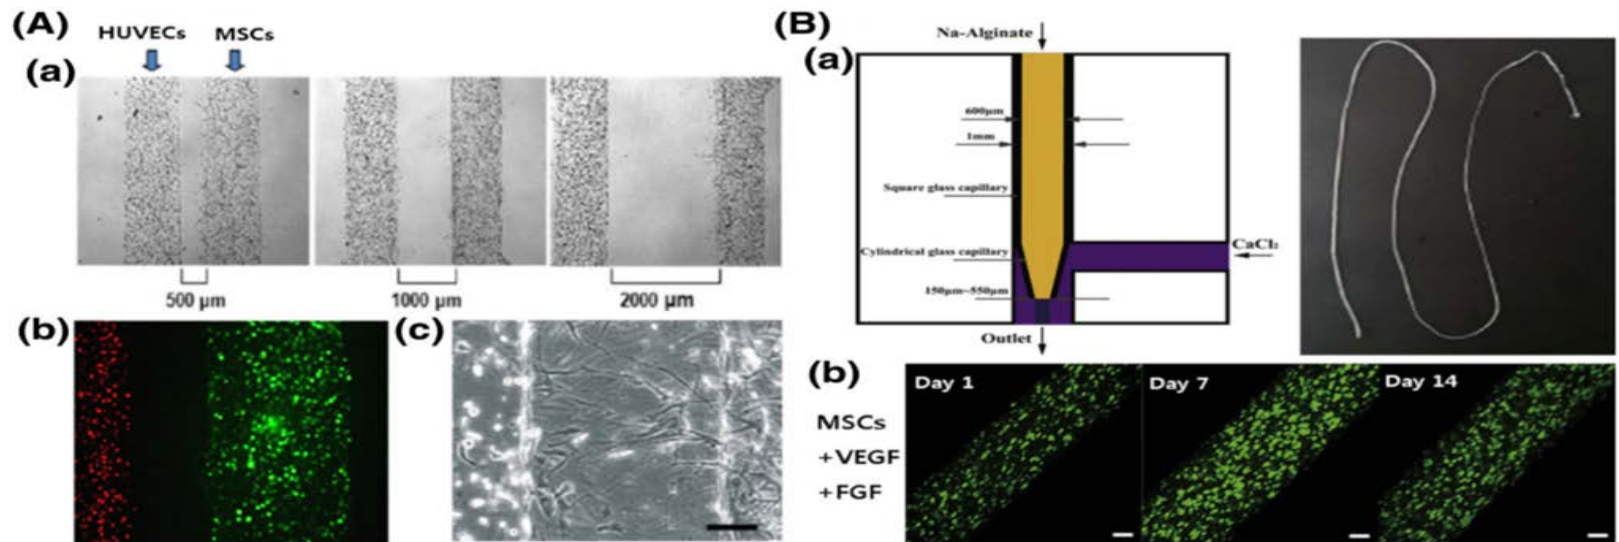 (A)
HUVECs MSCs
(a)
500 μm
1000 μm
2000 μm
(b)
(c)
(B)
(a)
Na-Alginate
600μm
1mm
Square glass capillary
Cylindrical glass capillary
CaCl₂
150μm~550μm
Outlet
(b)
MSCs
+VEGF
+FGF
Day 1
Day 7
Day 14